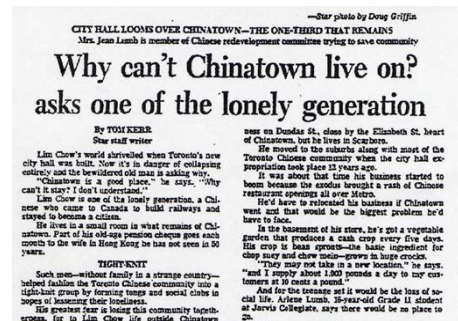 —Star photo by Doug Griffin
CITY HALL LOOMS OVER CHINATOWN—THE ONE-THIRD THAT REMAINS
Mrs. Jean Lumb is member of Chinese redevelopment committee trying to save community
Why can't Chinatown live on?
asks one of the lonely generation
By TOM KERR
Star staff writer
Lim Chow's world shrivelled when Toronto's new
city hall was built. Now it's in danger of collapsing
entirely and the bewildered old man is asking why.
"Chinatown is a good place," he says. "Why
can't it stay? I don't understand."
Lim Chow is one of the lonely generation, a Chi-
nese who came to Canada to build railways and
stayed to become a citizen.
He lives in a small room in what remains of Chi-
natown. Part of his old-age pension cheque goes each
month to the wife in Hong Kong he has not seen in 50
years.
TIGHT-KNIT
Such men—without family in a strange country—
helped fashion the Toronto Chinese community into a
tight-knit group by forming tongs and social clubs in
hopes of lessening their loneliness.
His greatest fear is losing this community togeth-
erness, for to Lim Chow life outside Chinatown
ness on Dundas St., close by the Elizabeth St. heart
of Chinatown, but he lives in Scarboro.
He moved to the suburbs along with most of the
Toronto Chinese community when the city hall ex-
propriation took place 12 years ago.
It was about that time his business started to
boom because the exodus brought a rash of Chinese
restaurant openings all over Metro.
He'd have to relocated his business if Chinatown
went and that would be the biggest problem he'd
have to face.
In the basement of his store, he's got a vegetable
garden that produces a cash crop every five days.
His crop is bean sprouts—the basic ingredient for
chop suey and chow mein—grown in huge crocks.
"They may not take in a new location," he says,
"and I supply about 1,000 pounds a day to my cus-
tomers at 10 cents a pound."
And for the teenage set it would be the loss of so-
cial life. Arlene Lumb, 16-year-old Grade 11 student
at Jarvis Collegiate, says there would be no place to
go.